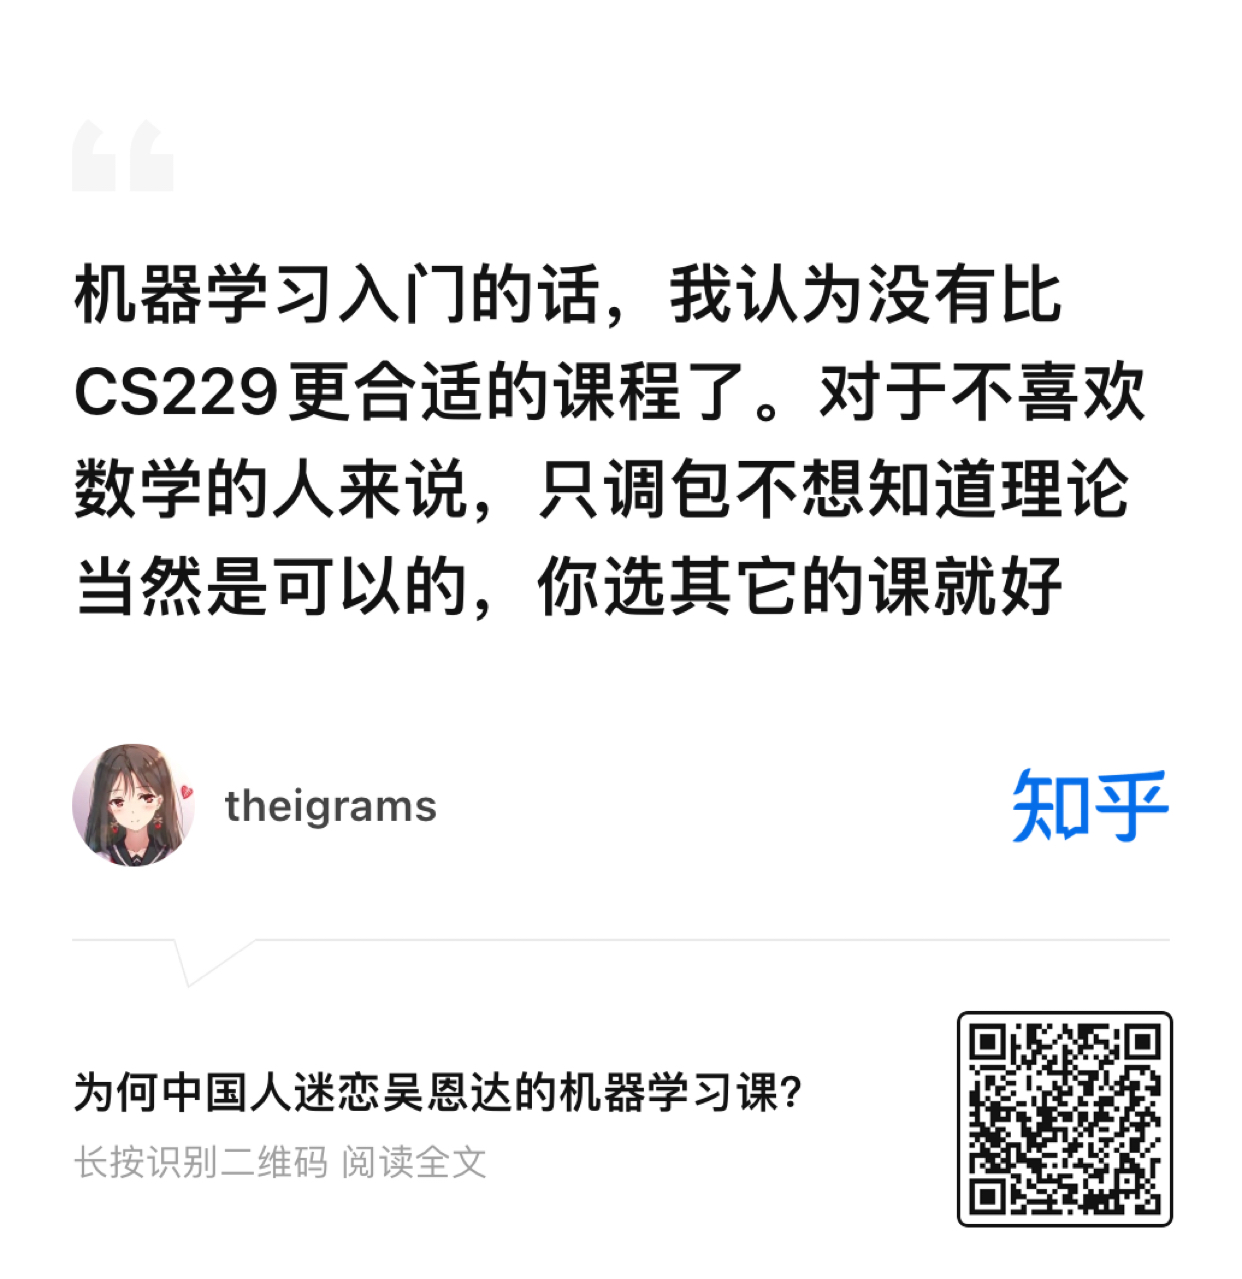 机器学习入门的话，我认为没有比
CS229更合适的课程了。对于不喜欢
数学的人来说，只调包不想知道理论
当然是可以的，你选其它的课就好
theigrams
知乎
为何中国人迷恋吴恩达的机器学习课?
长按识别二维码 阅读全文